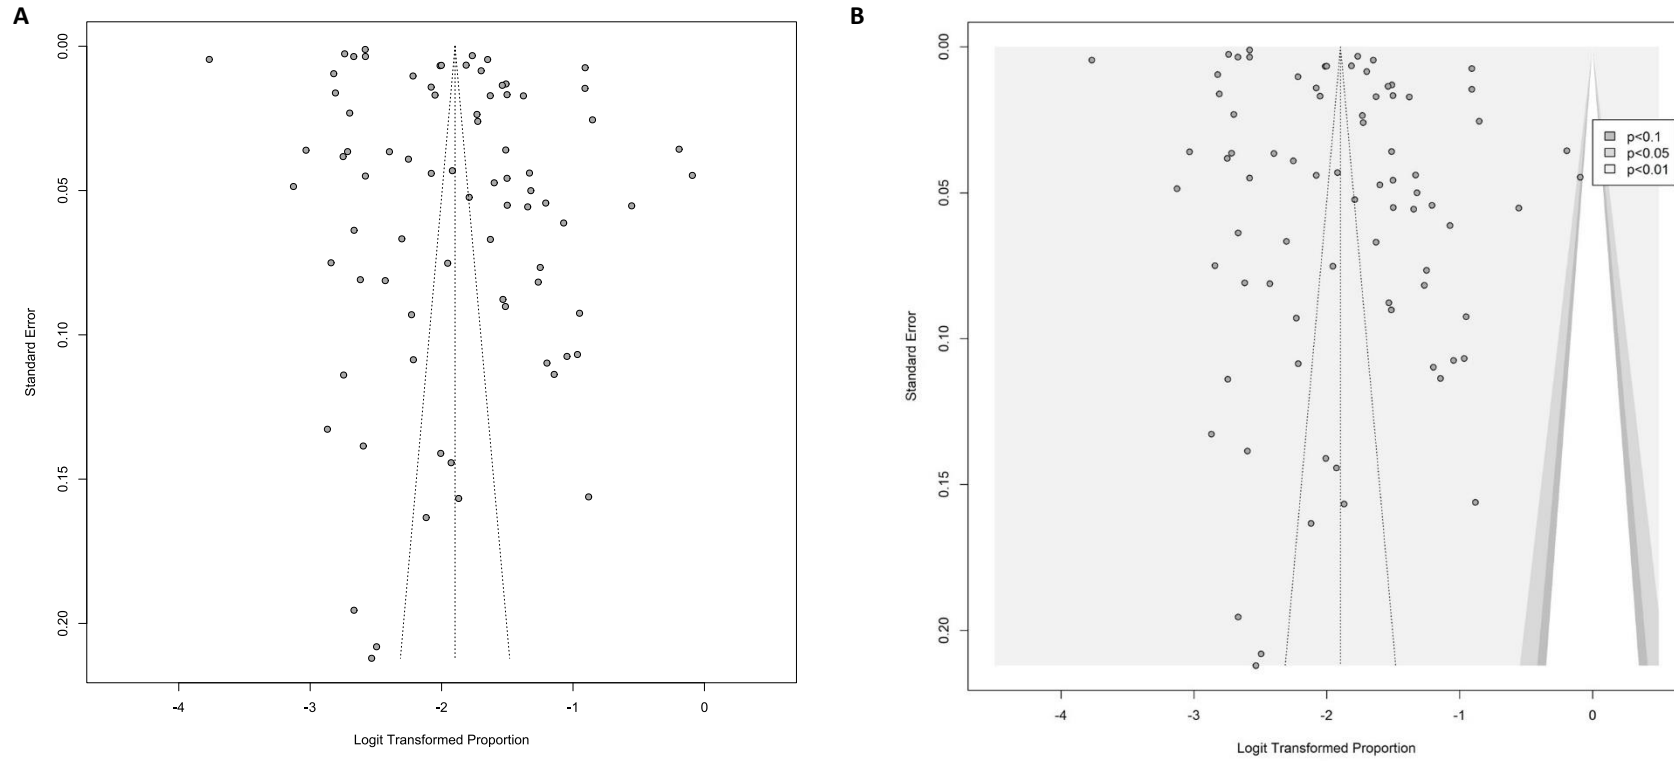 A
0.00
0.05
0.10
0.15
0.20
Standard Error
-4
-3
-2
-1
0
Logit Transformed Proportion
B
0.00
0.05
0.10
0.15
0.20
Standard Error
p<0.1
p<0.05
p<0.01
-4
-3
-2
-1
0
Logit Transformed Proportion